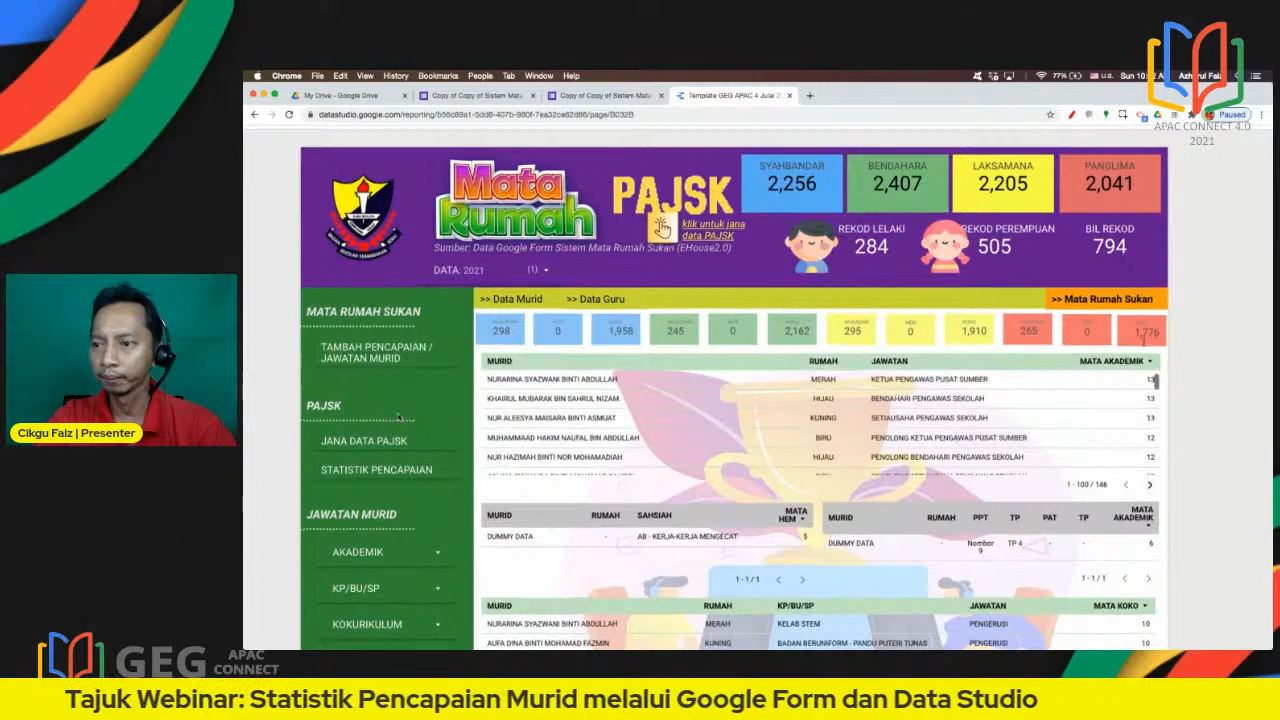 Chrome File Edit View History Bookmarks People Tab Window Help
77%
U.S.
My Drive - Google Drive
Copy of Copy of Sistem Mata
Copy of Copy of Sistem Mata
Template GEG APAC 4 Julai 2
Paused
APAC CONNECT 4.0
2021
Mata
Rumah
PAJSK
klik untuk jana
data PAJSK
Sumber: Data Google Form Sistem Mata Rumah Sukan (EHouse2.0)
DATA: 2021 (1)
SYAHBANDAR
2,256
BENDAHARA
2,407
LAKSAMANA
2,205
PANGLIMA
2,041
REKOD LELAKI
284
REKOD PEREMPUAN
505
BIL REKOD
794
>> Data Murid
>> Data Guru
>> Mata Rumah Sukan
298 0 1,958 245 0 2,162 295 0 1,910 265 0 1,776
MATA RUMAH SUKAN
TAMBAH PENCAPAIAN /
JAWATAN MURID
PAJSK
JANA DATA PAJSK
STATISTIK PENCAPAIAN
JAWATAN MURID
AKADEMIK
KP/BU/SP
KOKURIKULUM
MURID RUMAH JAWATAN MATA AKADEMIK
NURARINA SYAZWANI BINTI ABDULLAH MERAH KETUA PENGAWAS PUSAT SUMBER 13
KHAIRUL MUBARAK BIN SAHRUL NIZAM HIJAU BENDAHARI PENGAWAS SEKOLAH 13
NUR ALEESYA MAISARA BINTI ASMUAT KUNING SETIAUSAHA PENGAWAS SEKOLAH 13
MUHAMMAAD HAKIM NAUFAL BIN ABDULLAH BIRU PENOLONG KETUA PENGAWAS PUSAT SUMBER 12
NUR HAZIMAH BINTI NOR MOHAMADIAH HIJAU PENOLONG BENDAHARI PENGAWAS SEKOLAH 12
1 - 100 / 146
MURID RUMAH SAHSIAH MATA HEM
DUMMY DATA - AB - KERJA-KERJA MENGECAT 5
1 - 1 / 1
MURID RUMAH PPT TP PAT TP MATA AKADEMIK
DUMMY DATA - Nombor 9 TP 4 - - 6
1 - 1 / 1
MURID RUMAH KP/BU/SP JAWATAN MATA KOKO
NURARINA SYAZWANI BINTI ABDULLAH MERAH KELAB STEM PENGERUSI 10
AUFA DINA BINTI MOHAMAD FAZMIN KUNING BADAN BERUNIFORM - PANDU PUTERI TUNAS PENGERUSI 10
Cikgu Faiz | Presenter
GEG APAC CONNECT
Tajuk Webinar: Statistik Pencapaian Murid melalui Google Form dan Data Studio